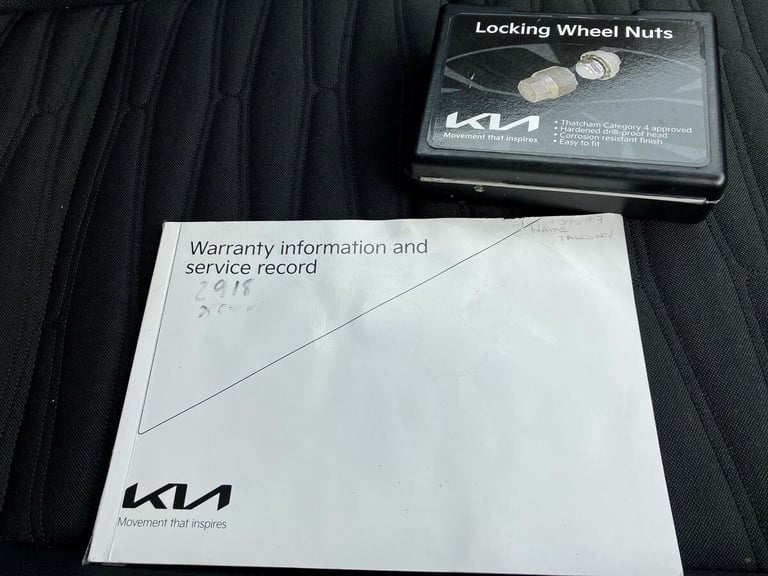 Locking Wheel Nuts
KIA
Movement that inspires
• Thatcham Category 4 approved
• Hardened drill-proof head
• Corrosion resistant finish
• Easy to fit
Warranty information and
service record
2918
WHITE
KIA
Movement that inspires